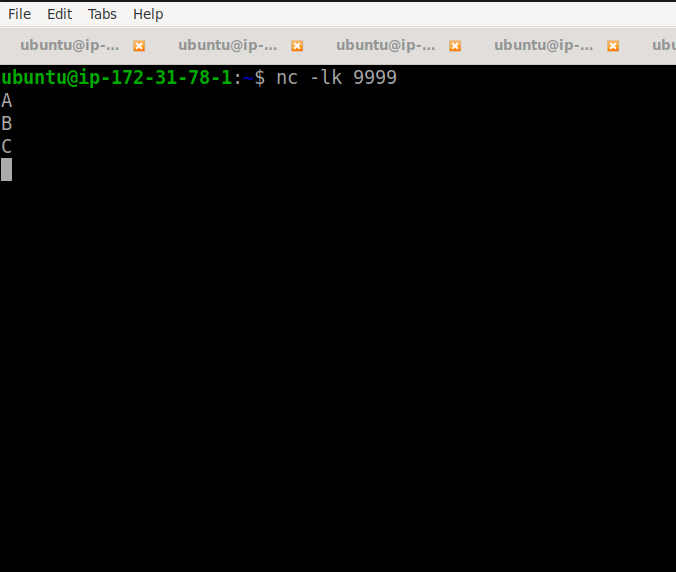 File Edit Tabs Help
ubuntu@ip-... ubuntu@ip-... ubuntu@ip-... ubuntu@ip-... ubu
ubuntu@ip-172-31-78-1:~$ nc -lk 9999
A
B
C